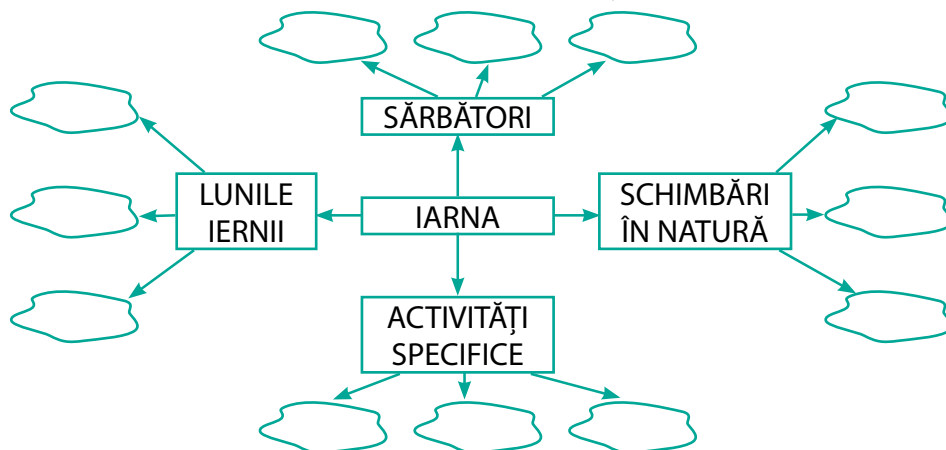 SĂRBĂTORI
LUNILE
IERNII
IARNA
SCHIMBĂRI
ÎN NATURĂ
ACTIVITĂȚI
SPECIFICE